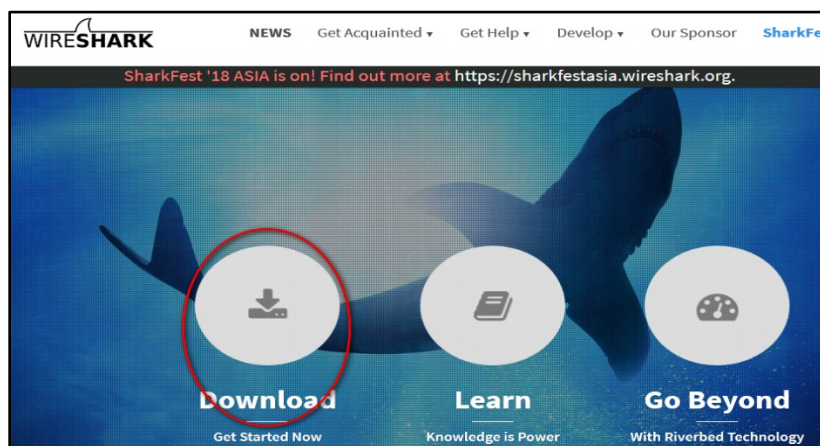 WIRESHARK
NEWS Get Acquainted ▾ Get Help ▾ Develop ▾ Our Sponsor SharkFe
SharkFest '18 ASIA is on! Find out more at https://sharkfestasia.wireshark.org.
Download Learn Go Beyond
Get Started Now Knowledge is Power With Riverbed Technology